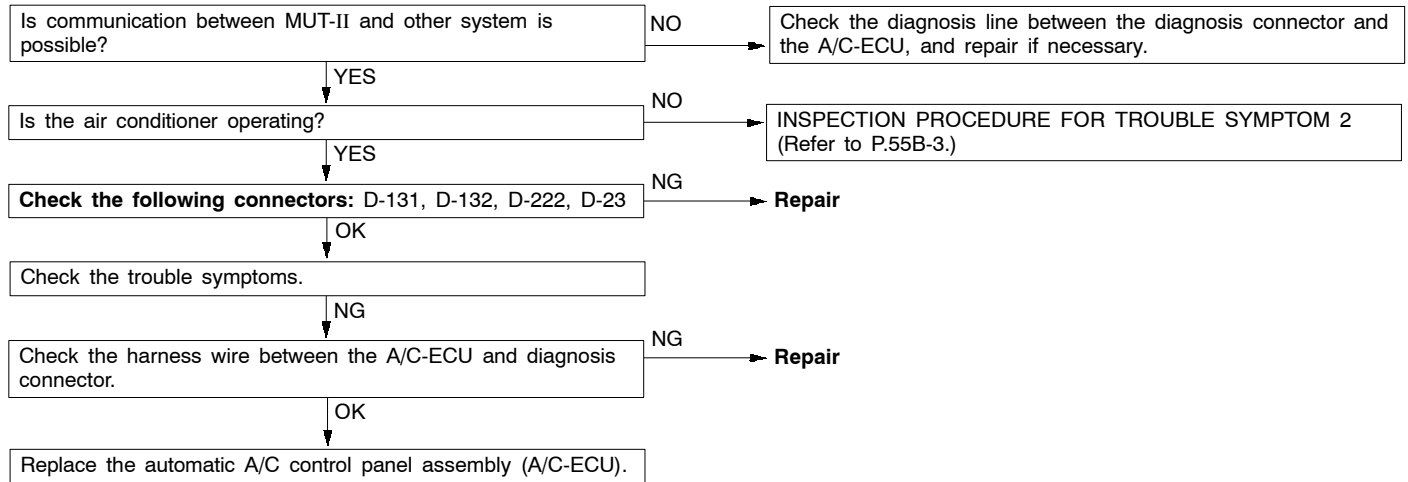 Is communication between MUT-II and other system is
possible?
NO
Check the diagnosis line between the diagnosis connector and
the A/C-ECU, and repair if necessary.
YES
Is the air conditioner operating?
NO
INSPECTION PROCEDURE FOR TROUBLE SYMPTOM 2
(Refer to P.55B-3.)
YES
Check the following connectors: D-131, D-132, D-222, D-23
NG
Repair
OK
Check the trouble symptoms.
NG
Check the harness wire between the A/C-ECU and diagnosis
connector.
NG
Repair
OK
Replace the automatic A/C control panel assembly (A/C-ECU).